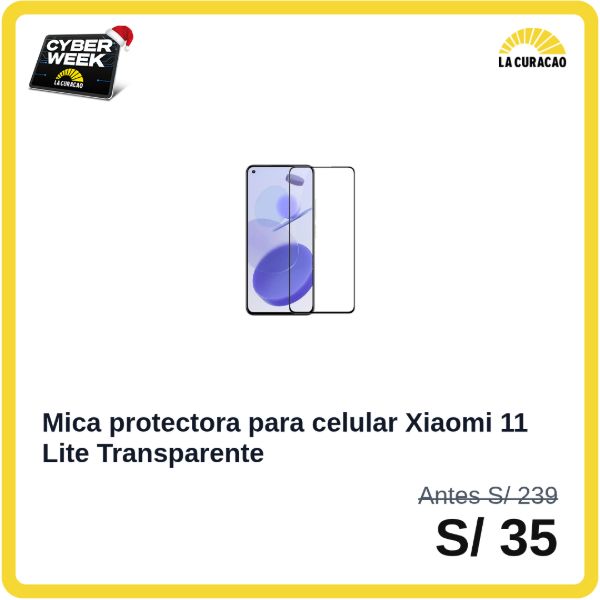 CYBER
WEEK
LA CURACAO
LA CURACAO
Mica protectora para celular Xiaomi 11
Lite Transparente
Antes S/ 239
S/ 35